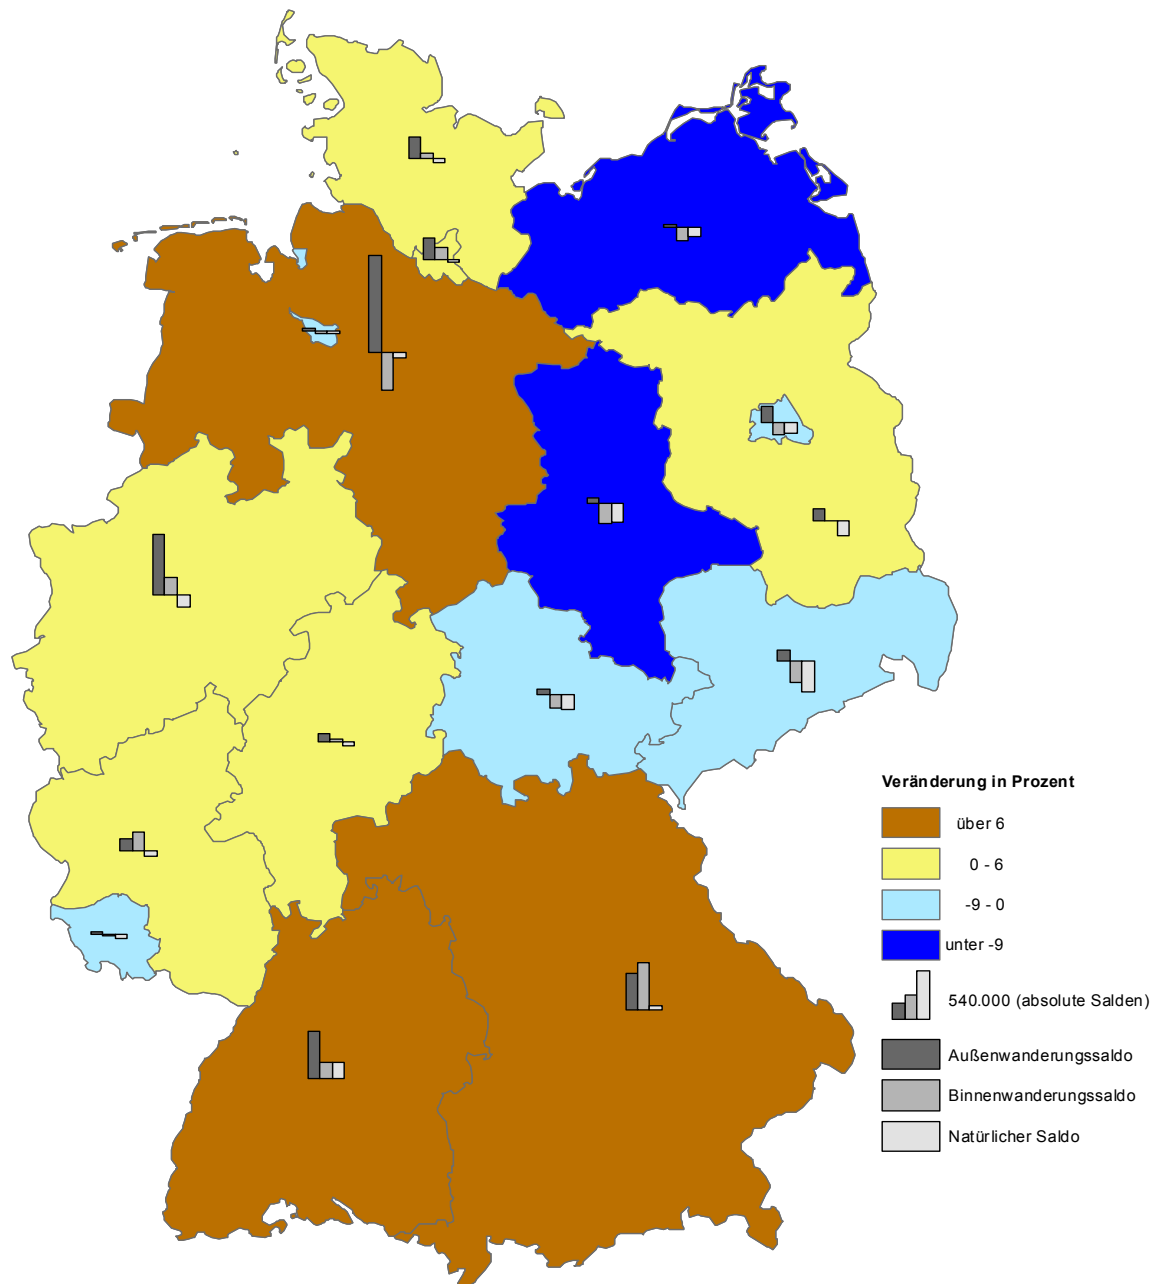 Veränderung in Prozent
über 6
0 - 6
-9 - 0
unter -9
540.000 (absolute Salden)
Außenwanderungssaldo
Binnenwanderungssaldo
Natürlicher Saldo